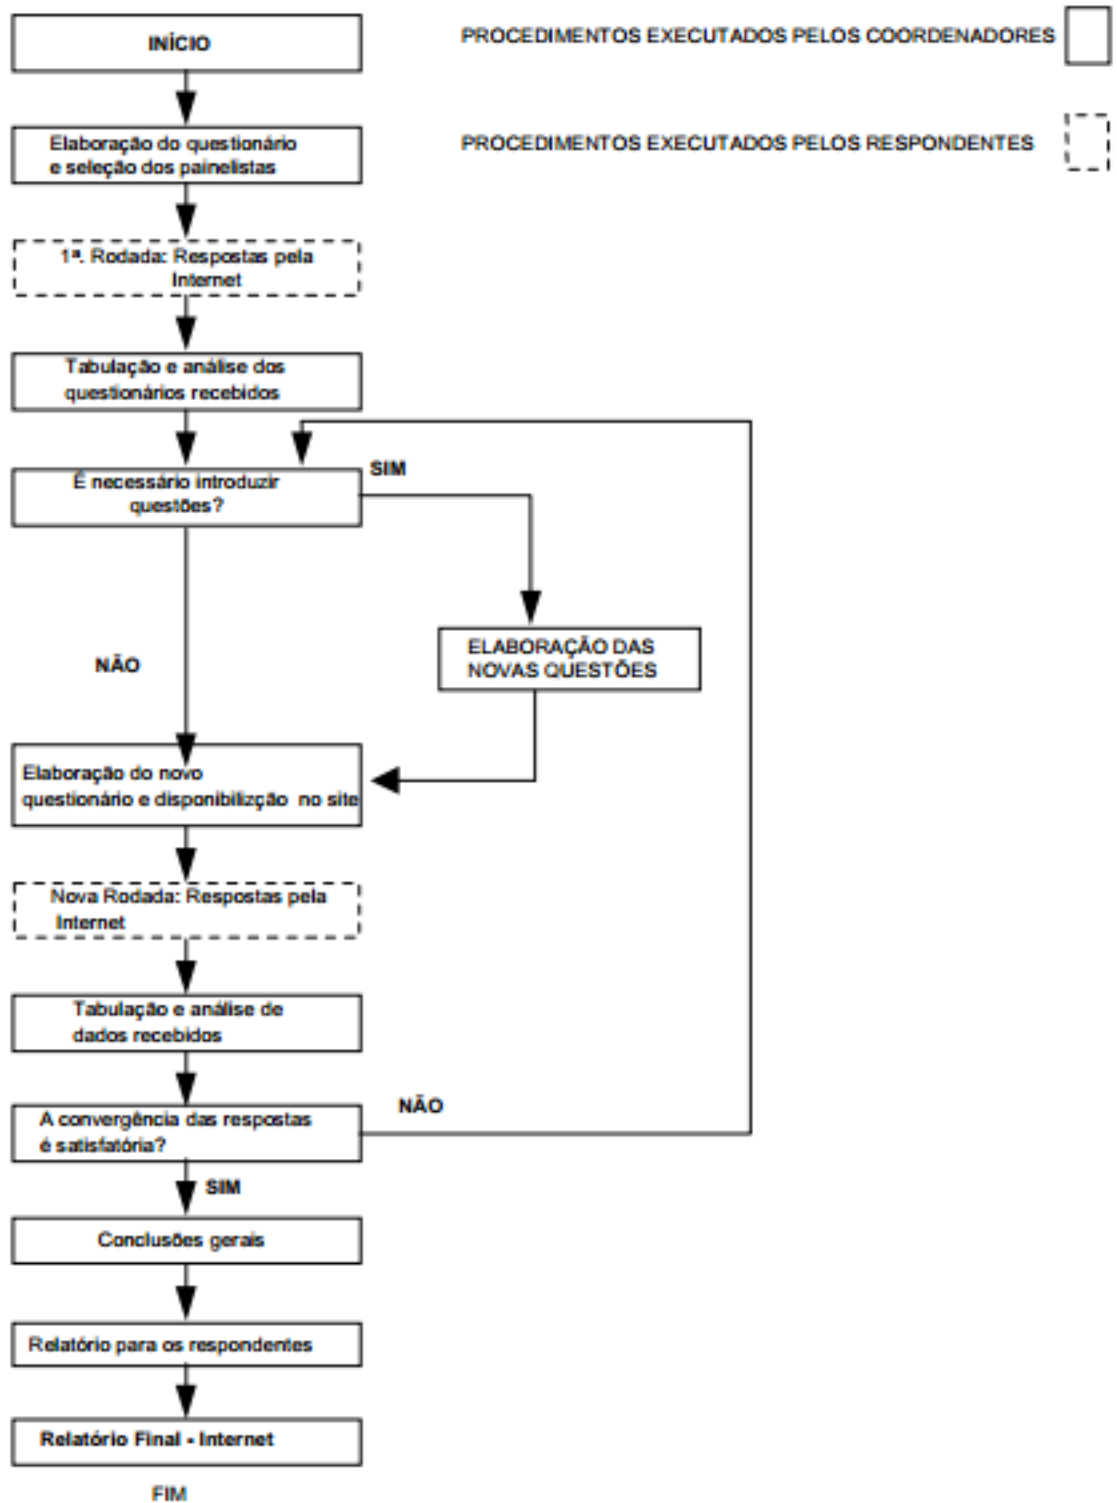 INÍCIO
PROCEDIMENTOS EXECUTADOS PELOS COORDENADORES
Elaboração do questionário
e seleção dos painelistas
PROCEDIMENTOS EXECUTADOS PELOS RESPONDENTES
1ª. Rodada: Respostas pela
Internet
Tabulação e análise dos
questionários recebidos
É necessário introduzir
questões?
SIM
NÃO
ELABORAÇÃO DAS
NOVAS QUESTÕES
Elaboração do novo
questionário e disponibilizção no site
Nova Rodada: Respostas pela
Internet
Tabulação e análise de
dados recebidos
A convergência das respostas
é satisfatória?
NÃO
SIM
Conclusões gerais
Relatório para os respondentes
Relatório Final - Internet
FIM